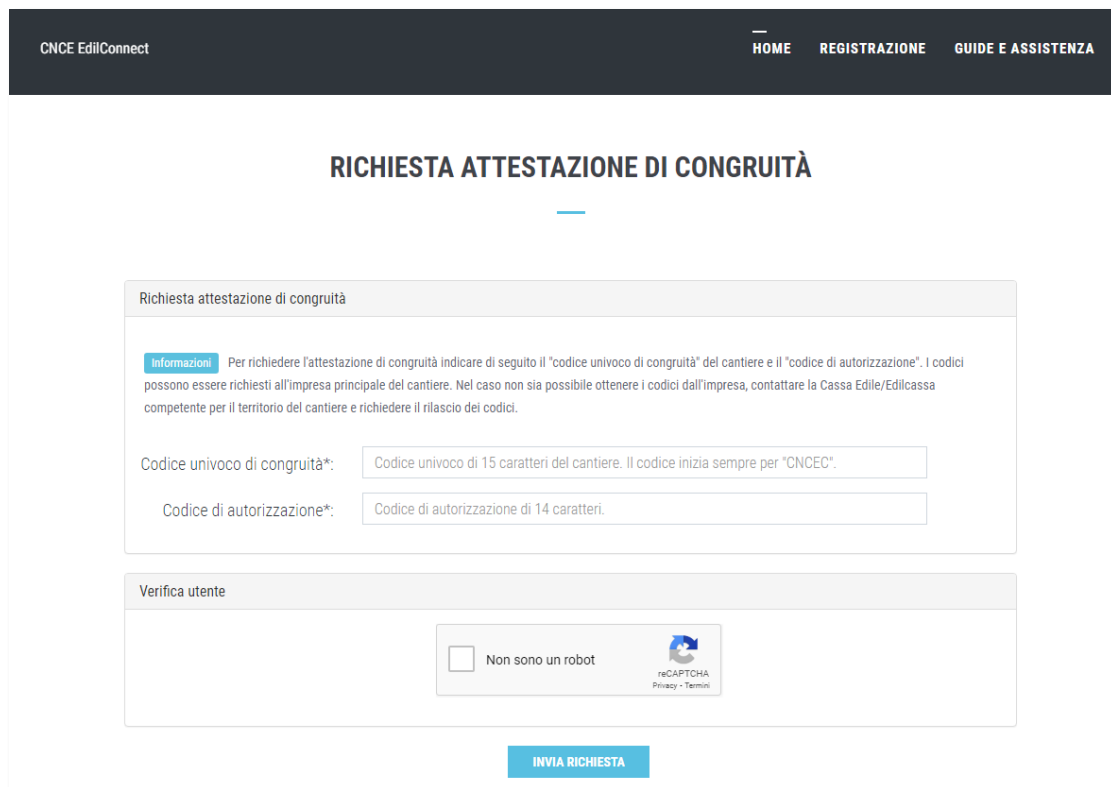 CNCE EdilConnect
HOME REGISTRAZIONE GUIDE E ASSISTENZA
RICHIESTA ATTESTAZIONE DI CONGRUITÀ
Richiesta attestazione di congruità
Informazioni Per richiedere l'attestazione di congruità indicare di seguito il "codice univoco di congruità" del cantiere e il "codice di autorizzazione". I codici
possono essere richiesti all'impresa principale del cantiere. Nel caso non sia possibile ottenere i codici dall'impresa, contattare la Cassa Edile/Edilcassa
competente per il territorio del cantiere e richiedere il rilascio dei codici.
Codice univoco di congruità*: Codice univoco di 15 caratteri del cantiere. Il codice inizia sempre per "CNCEC".
Codice di autorizzazione*: Codice di autorizzazione di 14 caratteri.
Verifica utente
Non sono un robot
reCAPTCHA
Privacy - Termini
INVIA RICHIESTA